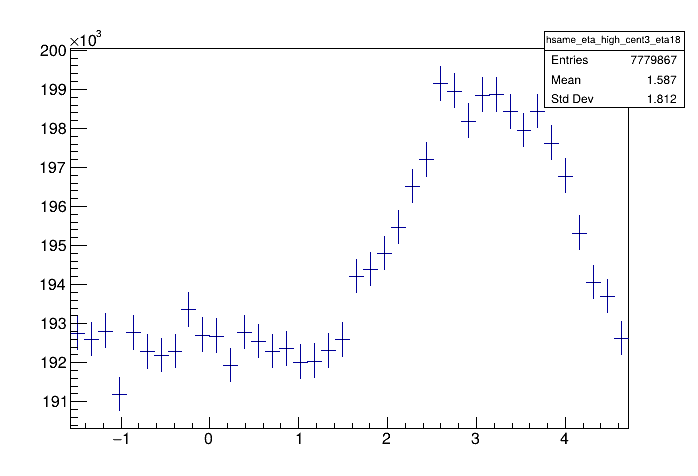 ×10³
hsame_eta_high_cent3_eta18
Entries 7779867
Mean 1.587
Std Dev 1.812
200
199
198
197
196
195
194
193
192
191
−1 0 1 2 3 4